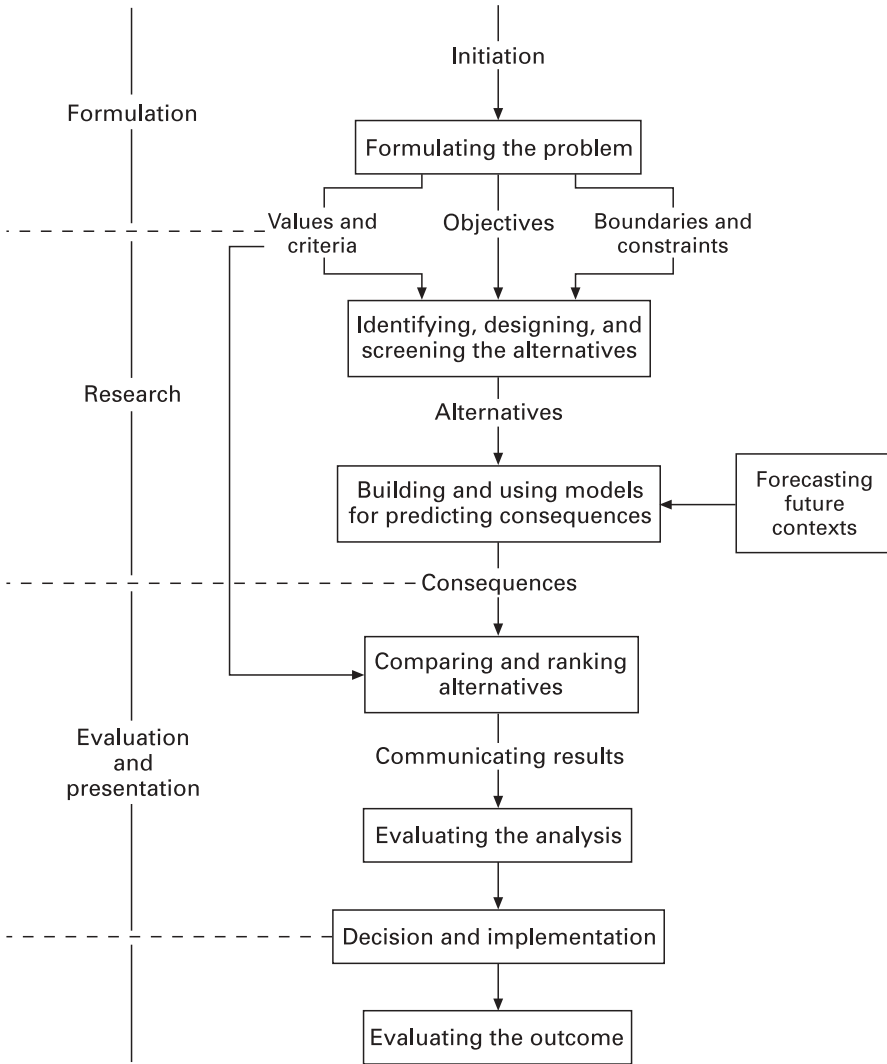 Initiation
Formulation
Formulating the problem
Values and
criteria
Objectives
Boundaries and
constraints
Identifying, designing, and
screening the alternatives
Research
Alternatives
Building and using models
for predicting consequences
Forecasting
future
contexts
Consequences
Comparing and ranking
alternatives
Evaluation
and
presentation
Communicating results
Evaluating the analysis
Decision and implementation
Evaluating the outcome